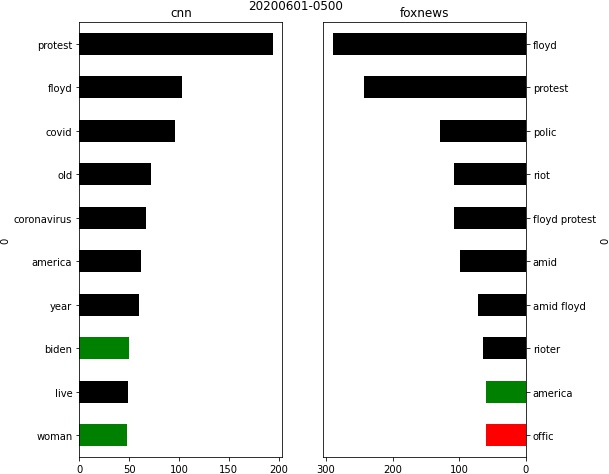 20200601-0500
cnn
foxnews
protest
floyd
covid
old
coronavirus
america
year
biden
live
woman
0
0 50 100 150 200
floyd
protest
polic
riot
floyd protest
amid
amid floyd
rioter
america
offic
0
300 200 100 0